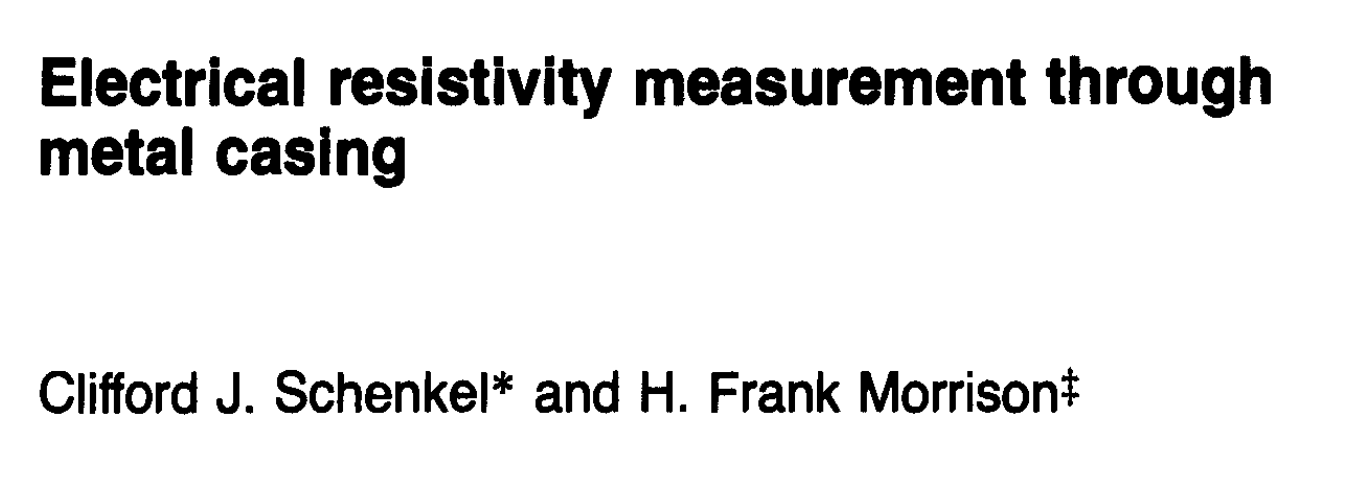 Electrical resistivity measurement through
metal casing
Clifford J. Schenkel* and H. Frank Morrison‡